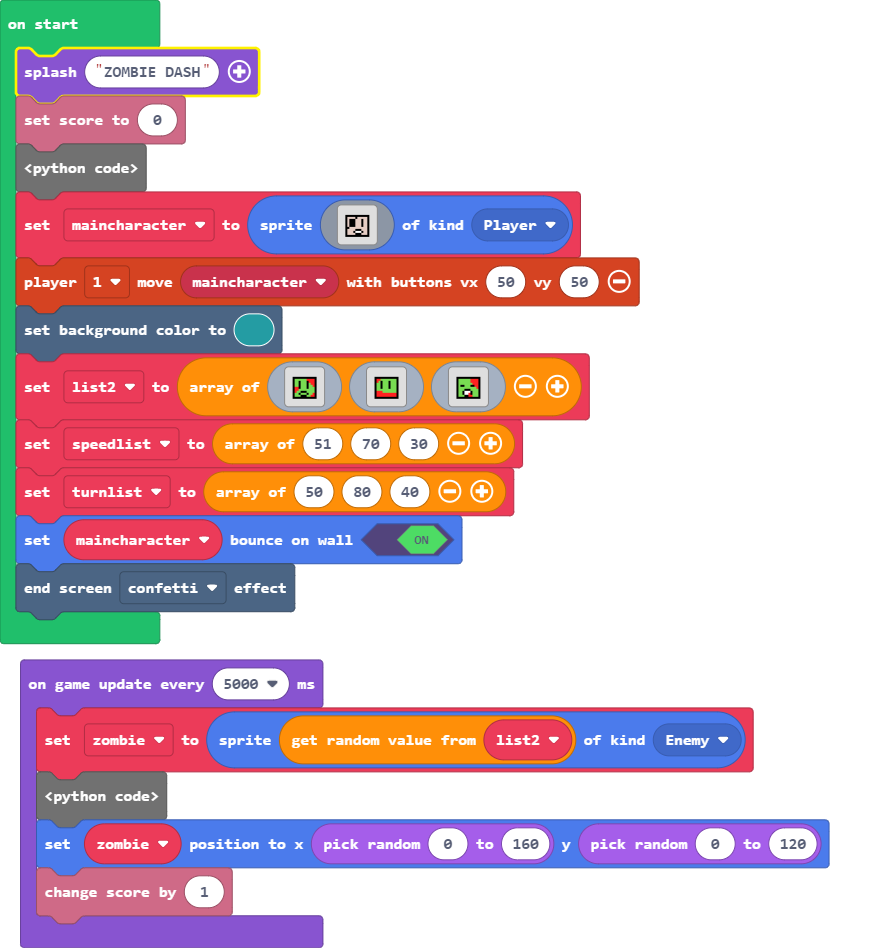 on start
splash "ZOMBIE DASH"
set score to 0
<python code>
set maincharacter to sprite of kind Player
player 1 move maincharacter with buttons vx 50 vy 50
set background color to
set list2 to array of
set speedlist to array of 51 70 30
set turnlist to array of 50 80 40
set maincharacter bounce on wall ON
end screen confetti effect
on game update every 5000 ms
set zombie to sprite get random value from list2 of kind Enemy
<python code>
set zombie position to x pick random 0 to 160 y pick random 0 to 120
change score by 1